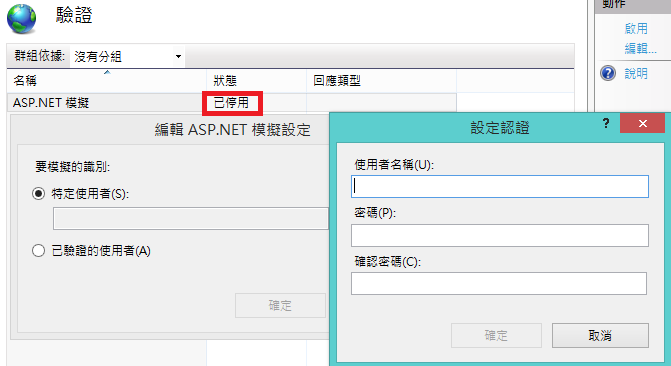 驗證
動作
群組依據: 沒有分組
啟用
編輯...
說明
名稱 狀態 回應類型
ASP.NET 模擬 已停用
編輯 ASP.NET 模擬設定
要模擬的識別:
特定使用者(S):
已驗證的使用者(A)
確定
設定認證
?
使用者名稱(U):
密碼(P):
確認密碼(C):
確定 取消